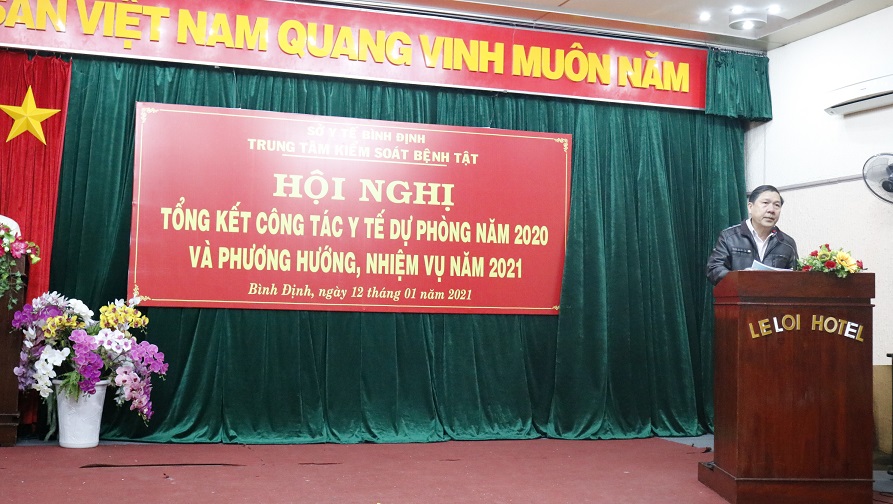 SẢN VIỆT NAM QUANG VINH MUÔN NĂM
SỞ Y TẾ BÌNH ĐỊNH
TRUNG TÂM KIỂM SOÁT BỆNH TẬT
HỘI NGHỊ
TỔNG KẾT CÔNG TÁC Y TẾ DỰ PHÒNG NĂM 2020
VÀ PHƯƠNG HƯỚNG, NHIỆM VỤ NĂM 2021
Bình Định, ngày 12 tháng 01 năm 2021
LE LOI HOTEL